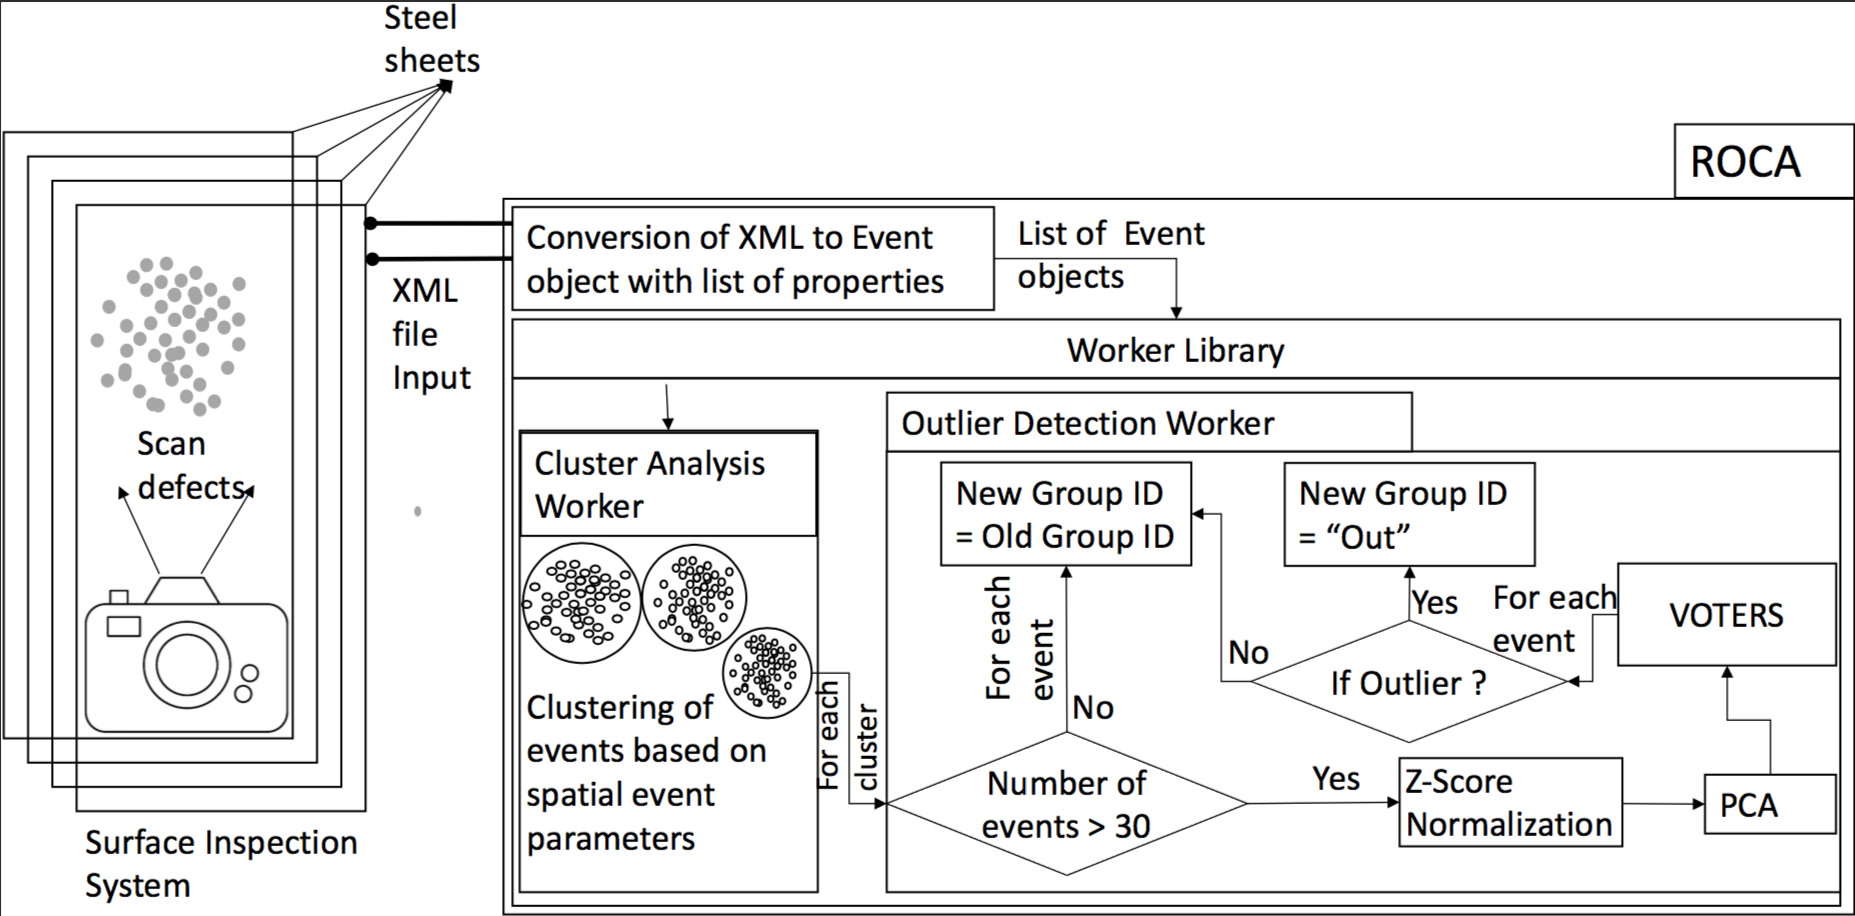 Steel
sheets
ROCA
Conversion of XML to Event
object with list of properties
List of Event
objects
XML
file
Input
Worker Library
Scan
defects
Surface Inspection
System
Cluster Analysis
Worker
Clustering of
events based on
spatial event
parameters
For each
cluster
Outlier Detection Worker
New Group ID
= Old Group ID
New Group ID
= “Out”
For each
event
No
Number of
events > 30
Yes
Z-Score
Normalization
PCA
VOTERS
For each
event
If Outlier ?
Yes
No